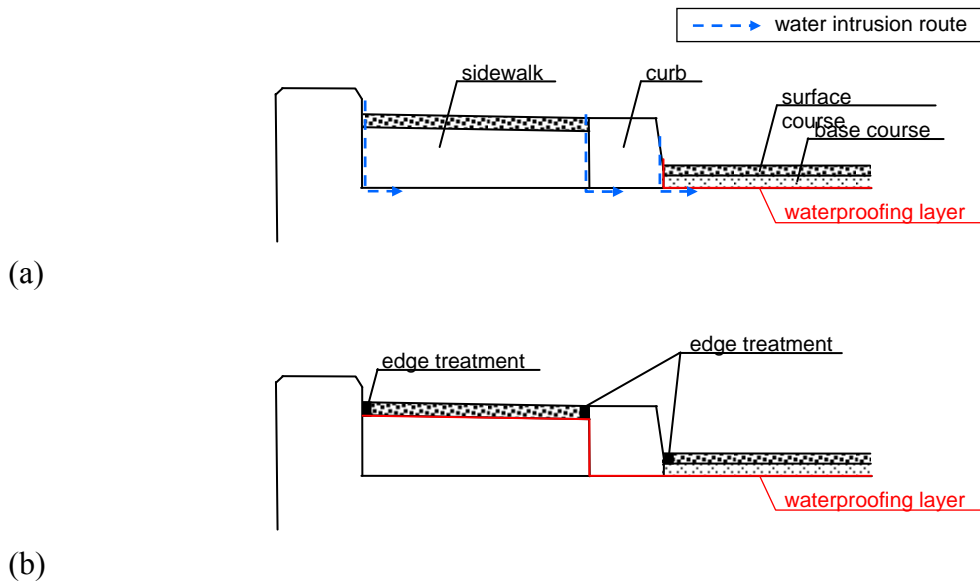 water intrusion route
sidewalk
curb
surface
course
base course
waterproofing layer
(a)
edge treatment
edge treatment
waterproofing layer
(b)